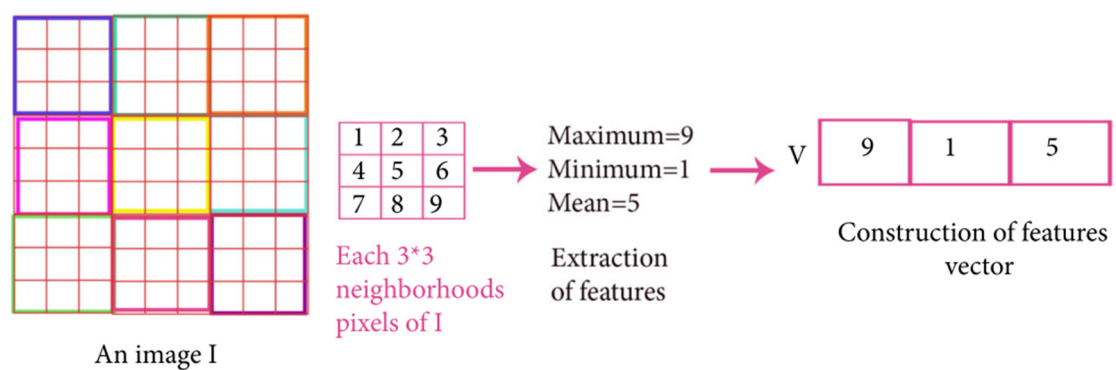 1 2 3
4 5 6
7 8 9
Each 3*3
neighborhoods
pixels of I
An image I
Maximum=9
Minimum=1
Mean=5
Extraction
of features
V 9 1 5
Construction of features
vector